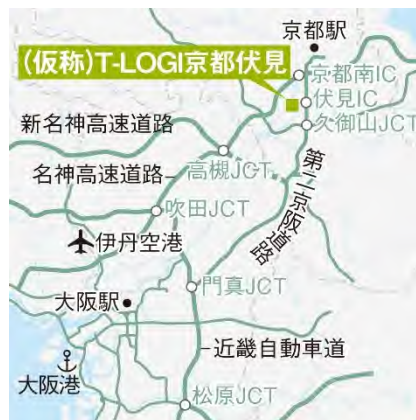 京都駅
(仮称)T-LOGI京都伏見
京都南IC
伏見IC
久御山JCT
新名神高速道路
高槻JCT
名神高速道路
第二京阪道路
吹田JCT
伊丹空港
門真JCT
大阪駅
近畿自動車道
大阪港
松原JCT